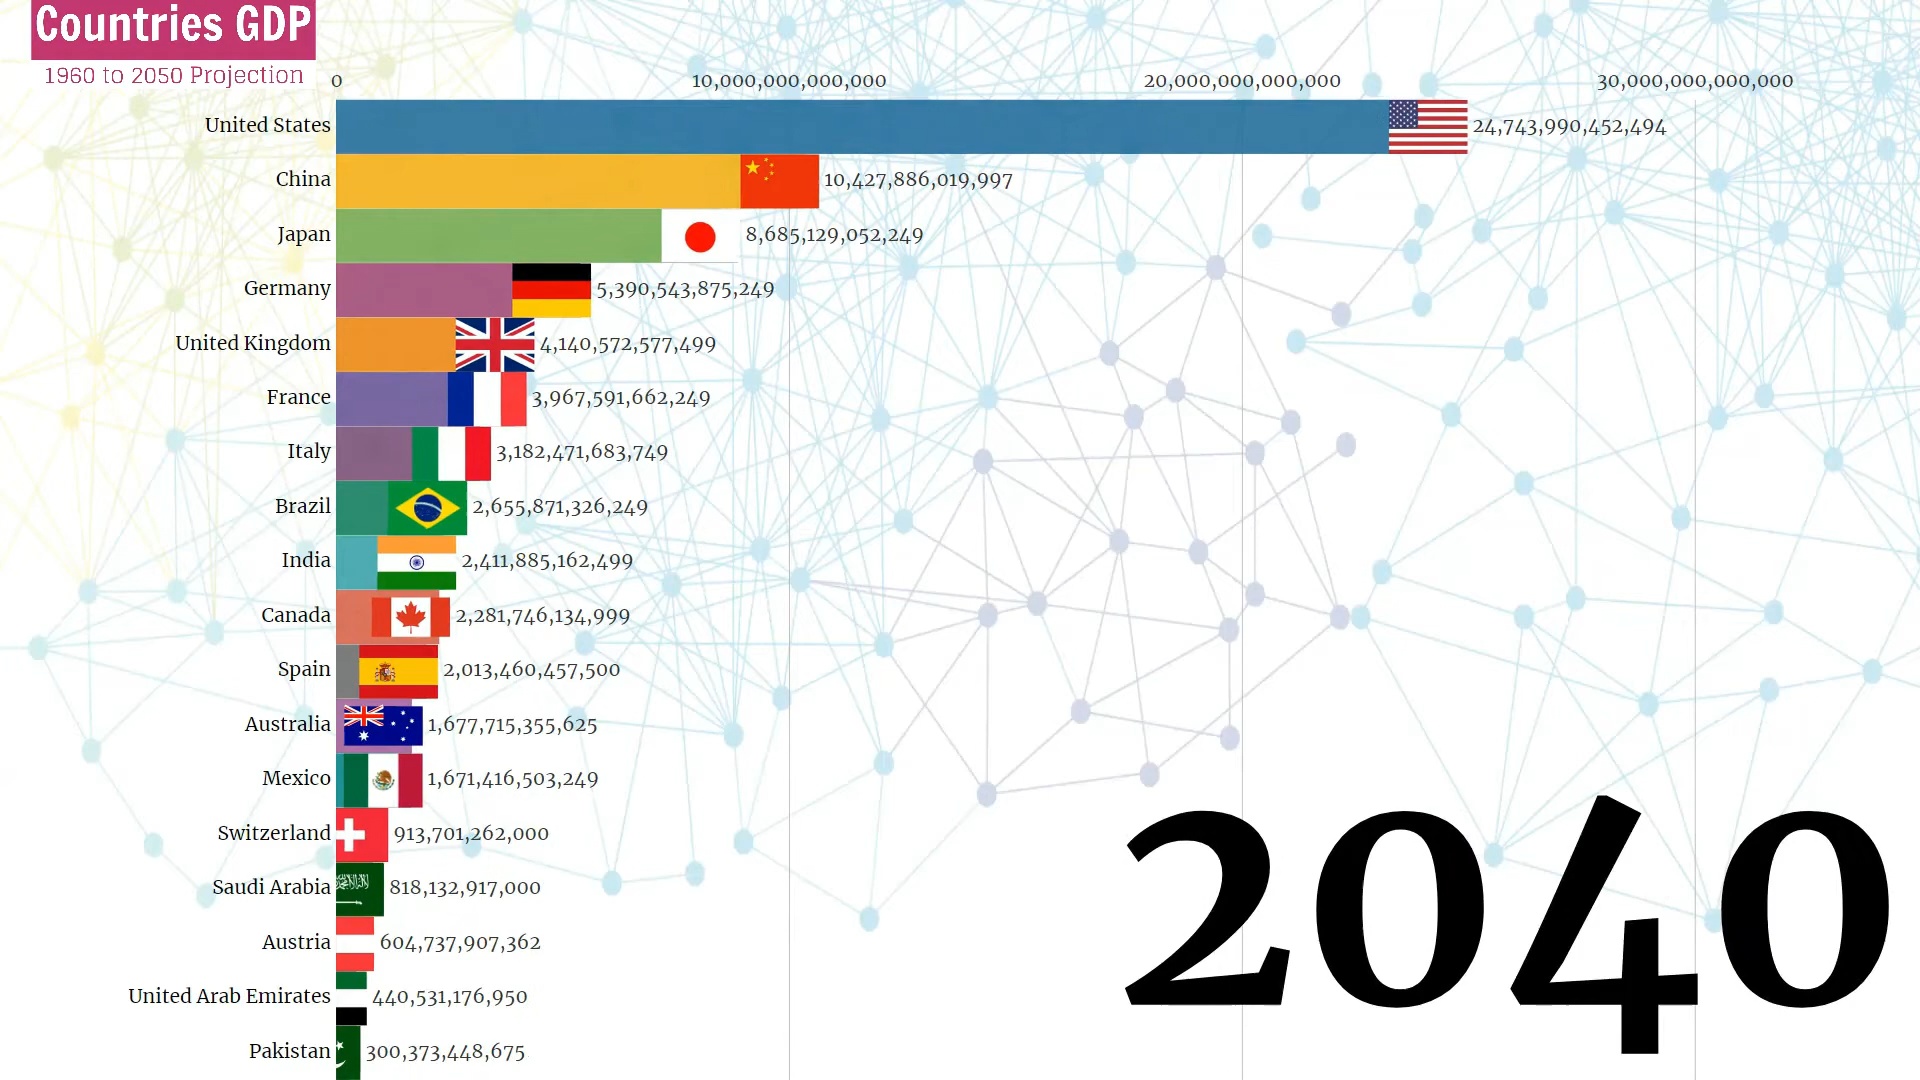 Countries GDP
1960 to 2050 Projection
0 10,000,000,000,000 20,000,000,000,000 30,000,000,000,000
United States 24,743,990,452,494
China 10,427,886,019,997
Japan 8,685,129,052,249
Germany 5,390,543,875,249
United Kingdom 4,140,572,577,499
France 3,967,591,662,249
Italy 3,182,471,683,749
Brazil 2,655,871,326,249
India 2,411,885,162,499
Canada 2,281,746,134,999
Spain 2,013,460,457,500
Australia 1,677,715,355,625
Mexico 1,671,416,503,249
Switzerland 913,701,262,000
Saudi Arabia 818,132,917,000
Austria 604,737,907,362
United Arab Emirates 440,531,176,950
Pakistan 300,373,448,675
2040